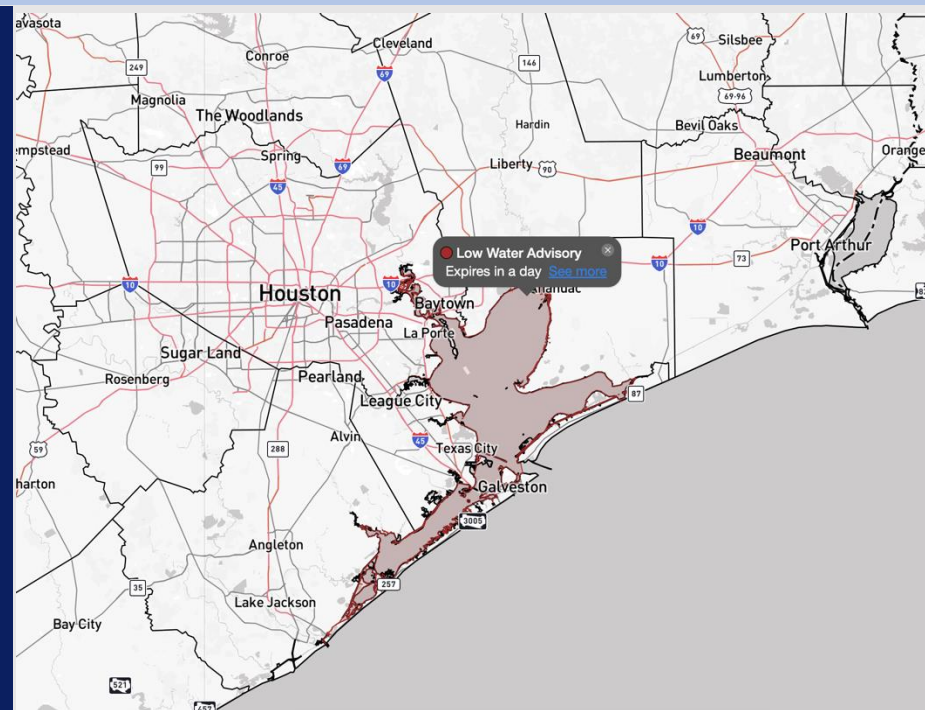 avasota
Conroe
Cleveland
69
Silsbee
249
69
146
Lumberton
Magnolia
69-96
The Woodlands
Hardin
Bevil Oaks
empstead
Spring
69
Beaumont
Orange
99
Liberty
90
45
10
Port Arthur
Low Water Advisory
Expires in a day See more
10
73
10
10
Houston
Baytown
Pasadena
La Porte
Sugar Land
Rosenberg
Pearland
League City
87
59
Alvin
45
288
Texas City
harton
Galveston
3005
Angleton
35
257
Lake Jackson
Bay City
521
457